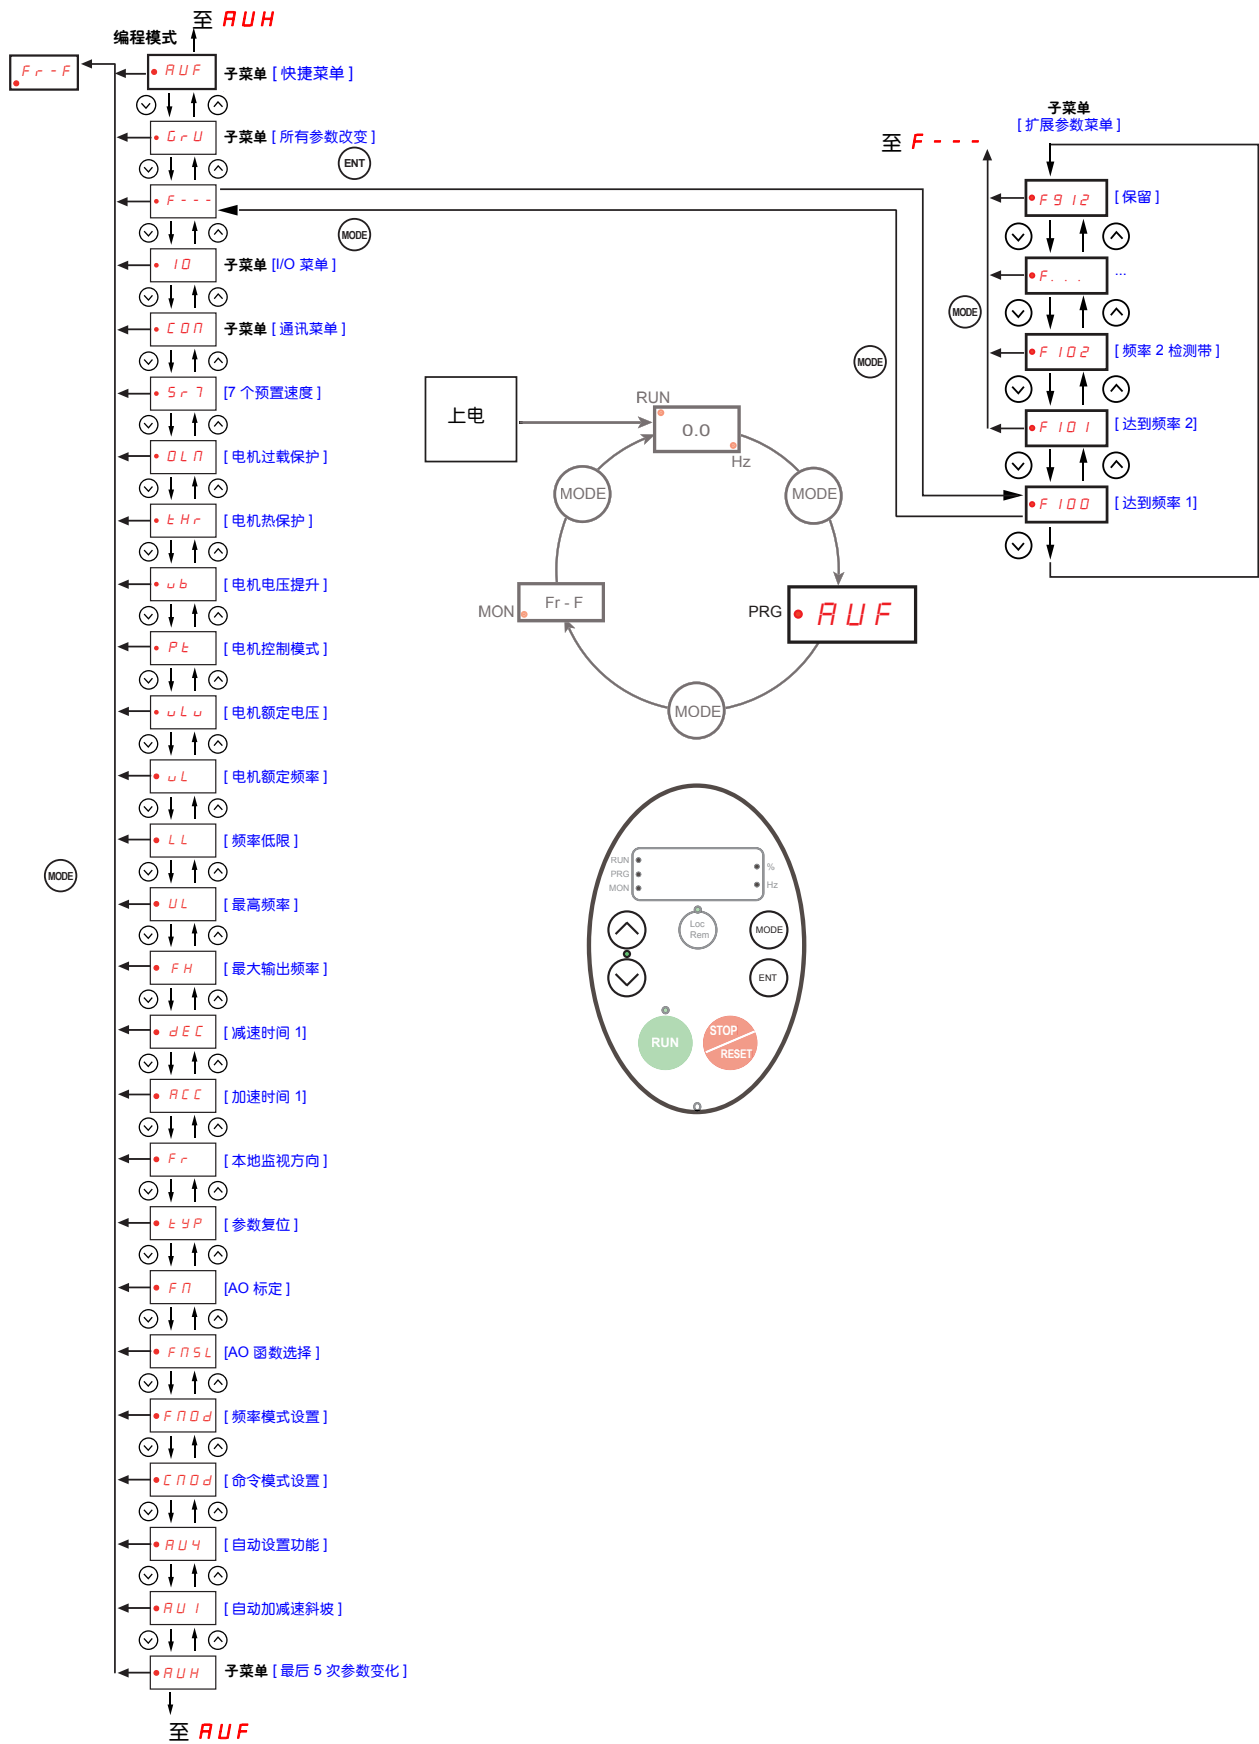 至 AUH
编程模式
Fr-F
AUF 子菜单 [ 快捷菜单 ]
GrU 子菜单 [ 所有参数改变 ]
ENT
F---
MODE
IO 子菜单 [I/O 菜单 ]
COM 子菜单 [ 通讯菜单 ]
Sr7 [7 个预置速度 ]
OLM [ 电机过载保护 ]
tHr [ 电机热保护 ]
ub [ 电机电压提升 ]
Pt [ 电机控制模式 ]
uLu [ 电机额定电压 ]
uL [ 电机额定频率 ]
LL [ 频率低限 ]
MODE
UL [ 最高频率 ]
FH [ 最大输出频率 ]
dEC [ 减速时间 1]
ACC [ 加速时间 1]
Fr [ 本地监视方向 ]
tYP [ 参数复位 ]
FM [AO 标定 ]
FMSL [AO 函数选择 ]
FMOd [ 频率模式设置 ]
CMOd [ 命令模式设置 ]
AU4 [ 自动设置功能 ]
AU1 [ 自动加减速斜坡 ]
AUH 子菜单 [ 最后 5 次参数变化 ]
至 AUF
子菜单
[ 扩展参数菜单 ]
至 F---
F912 [ 保留 ]
F... ...
MODE
F102 [ 频率 2 检测带 ]
F101 [ 达到频率 2]
F100 [ 达到频率 1]
MODE
上电
RUN
0.0
Hz
MODE
MODE
MON
Fr-F
PRG
AUF
MODE
RUN
PRG
MON
%
Hz
Loc
Rem
MODE
ENT
RUN
STOP
RESET